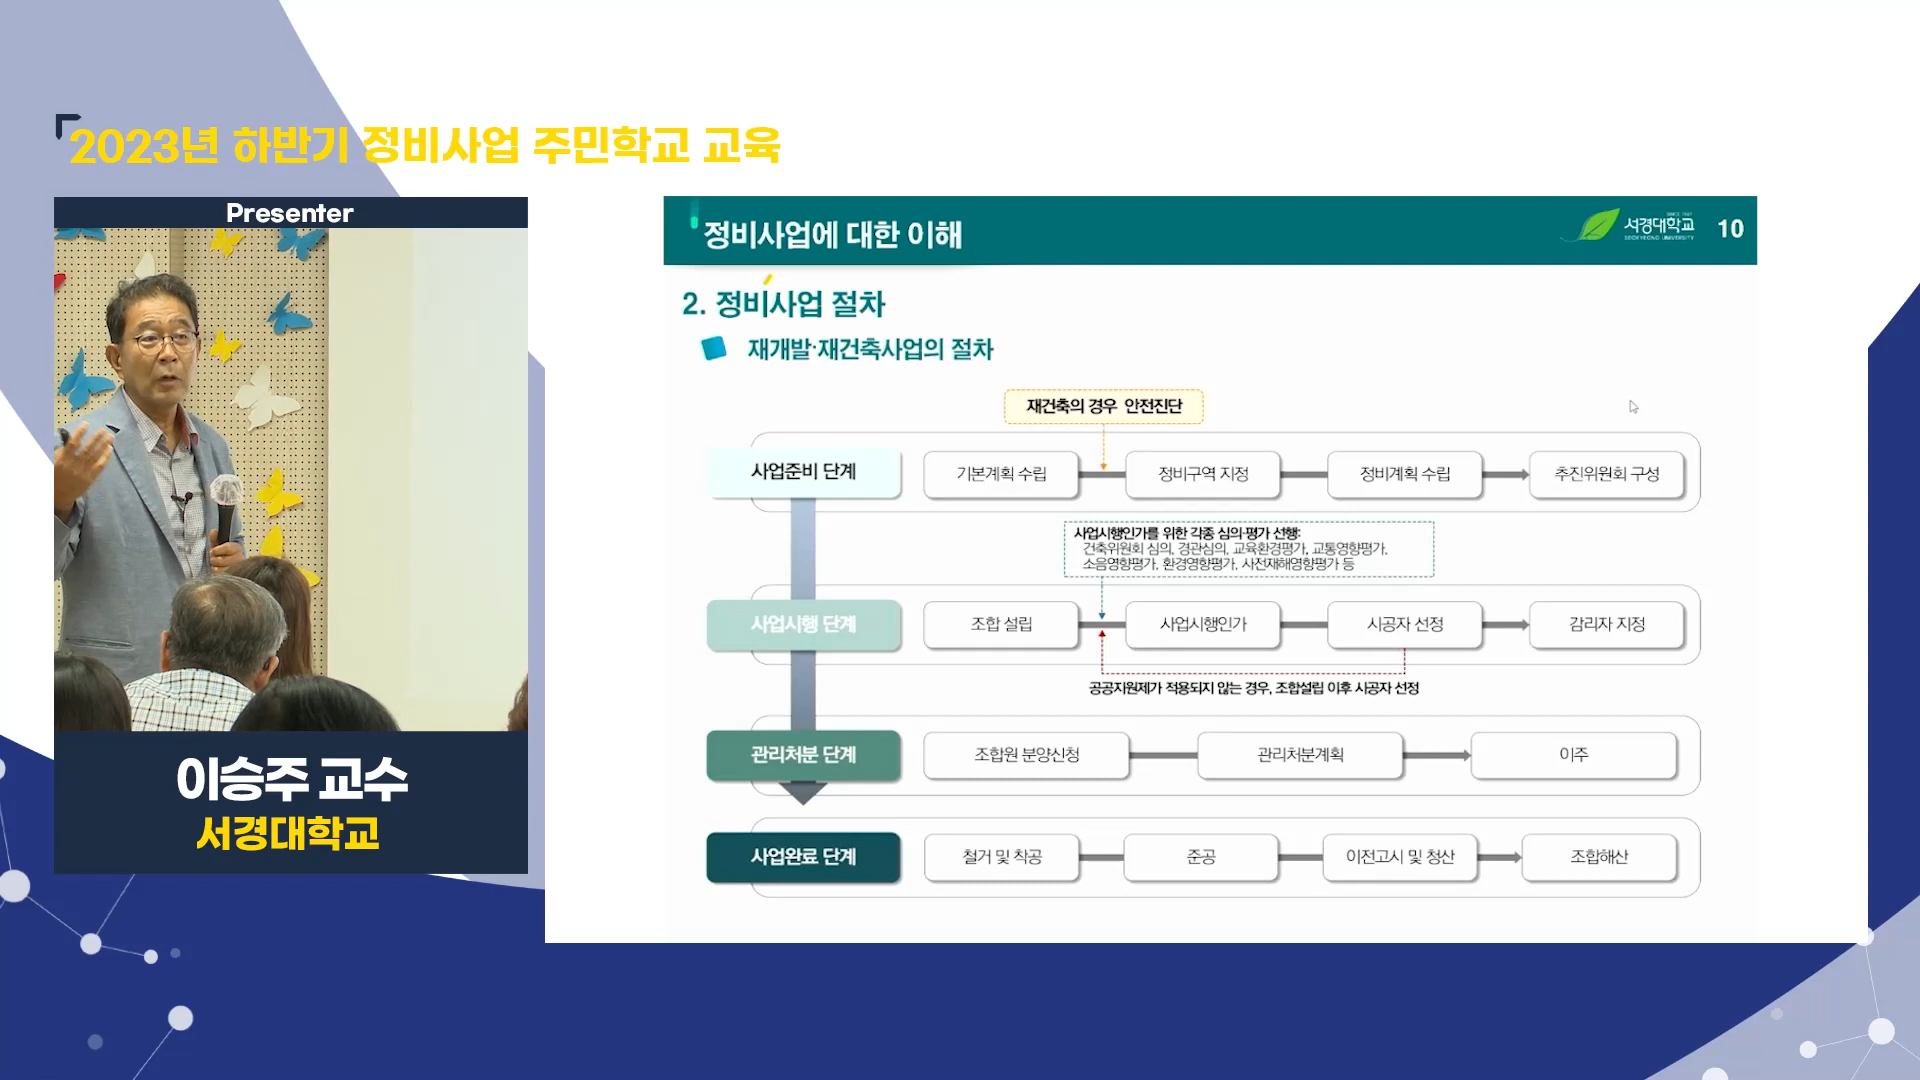 2023년 하반기 정비사업 주민학교 교육
Presenter
이승주 교수
서경대학교
정비사업에 대한 이해
SINCE 1947
서경대학교
SEOKYEONG UNIVERSITY
10
2. 정비사업 절차
재개발·재건축사업의 절차
재건축의 경우 안전진단
사업준비 단계
기본계획 수립
정비구역 지정
정비계획 수립
추진위원회 구성
사업시행인가를 위한 각종 심의·평가 선행:
건축위원회 심의, 경관심의, 교육환경평가, 교통영향평가,
소음영향평가, 환경영향평가, 사전재해영향평가 등
사업시행 단계
조합 설립
사업시행인가
시공자 선정
감리자 지정
공공지원제가 적용되지 않는 경우, 조합설립 이후 시공자 선정
관리처분 단계
조합원 분양신청
관리처분계획
이주
사업완료 단계
철거 및 착공
준공
이전고시 및 청산
조합해산